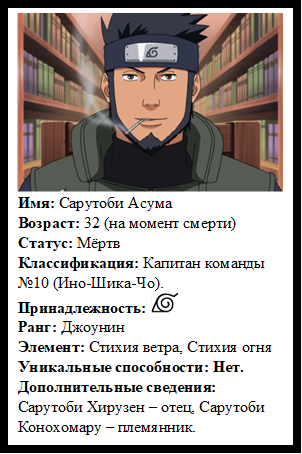 Имя: Сарутоби Асума
Возраст: 32 (на момент смерти)
Статус: Мёртв
Классификация: Капитан команды
№10 (Ино-Шика-Чо).
Принадлежность:
Ранг: Джоунин
Элемент: Стихия ветра, Стихия огня
Уникальные способности: Нет.
Дополнительные сведения:
Сарутоби Хирузен – отец, Сарутоби
Конохомару – племянник.